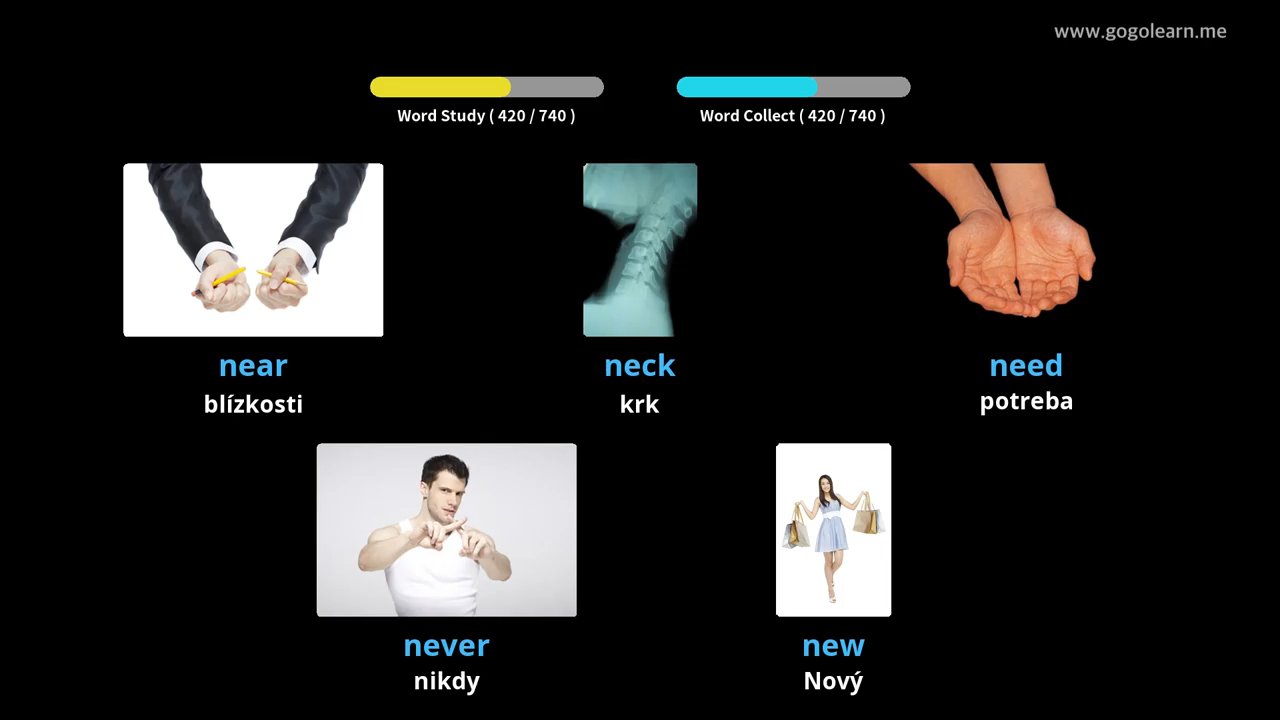 www.gogolearn.me
Word Study ( 420 / 740 )
Word Collect ( 420 / 740 )
near
blízkosti
neck
krk
need
potreba
never
nikdy
new
Nový